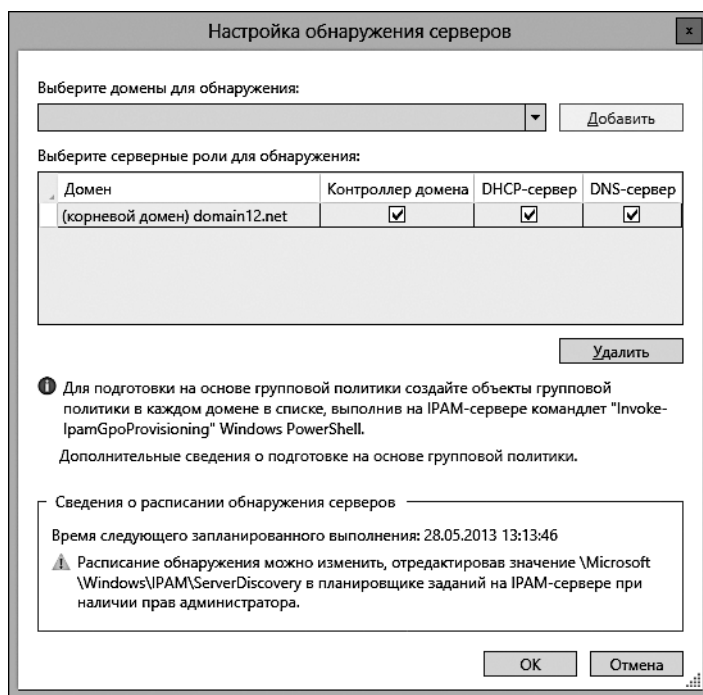 Настройка обнаружения серверов
x
Выберите домены для обнаружения:
Добавить
Выберите серверные роли для обнаружения:
Домен Контроллер домена DHCP-сервер DNS-сервер
(корневой домен) domain12.net
Удалить
Для подготовки на основе групповой политики создайте объекты групповой
политики в каждом домене в списке, выполнив на IPAM-сервере командлет "Invoke-
IpamGpoProvisioning" Windows PowerShell.
Дополнительные сведения о подготовке на основе групповой политики.
Сведения о расписании обнаружения серверов
Время следующего запланированного выполнения: 28.05.2013 13:13:46
Расписание обнаружения можно изменить, отредактировав значение \Microsoft
\Windows\IPAM\ServerDiscovery в планировщике заданий на IPAM-сервере при
наличии прав администратора.
ОК Отмена